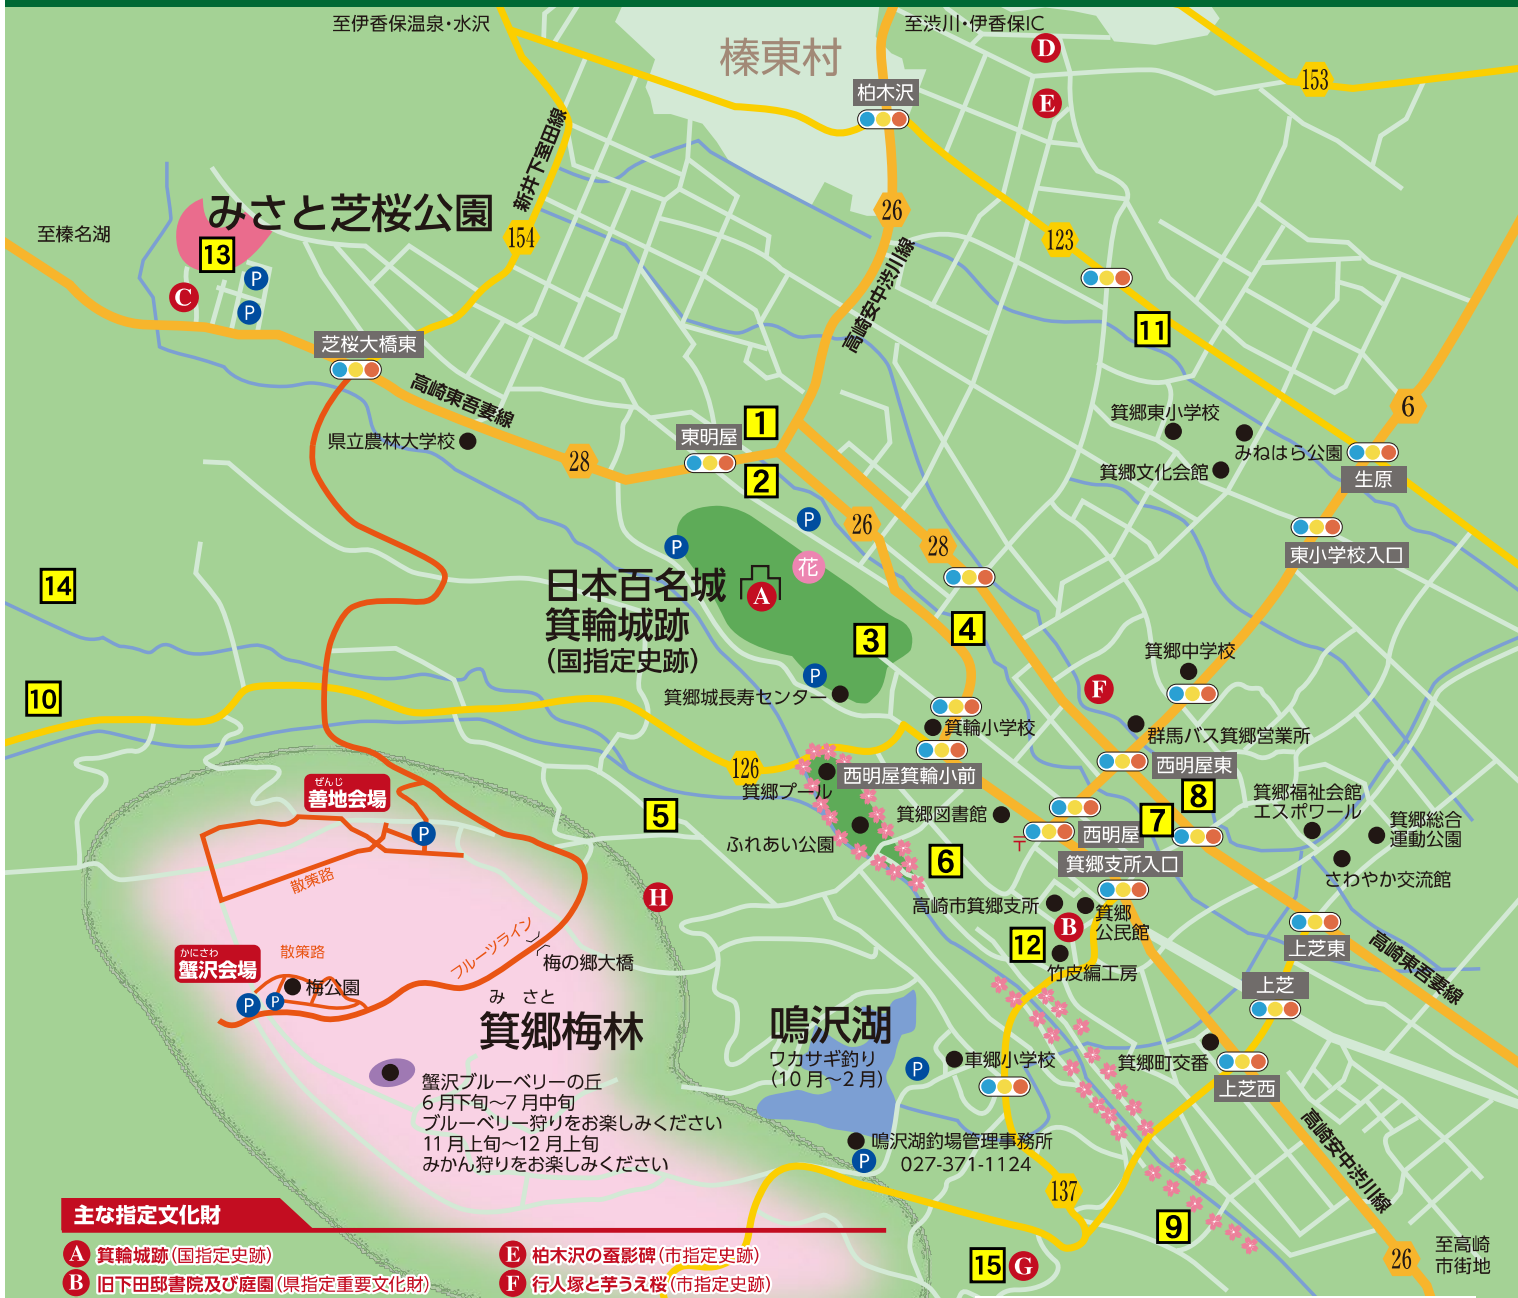 至伊香保温泉・水沢
至渋川・伊香保IC
榛東村
D
E
153
柏木沢
新井下室田線
みさと芝桜公園
至榛名湖
13
P
C
P
154
26
123
高崎安中渋川線
11
芝桜大橋東
高崎東吾妻線
6
箕郷東小学校
みねはら公園
箕郷文化会館
生原
県立農林大学校
28
東明屋
1
2
26
28
東小学校入口
P
P
花
14
日本百名城
箕輪城跡
(国指定史跡)
A
3
4
箕郷中学校
10
P
箕郷城長寿センター
F
箕輪小学校
群馬バス箕郷営業所
西明屋東
126
西明屋箕輪小前
箕郷プール
ぜんじ
善地会場
P
5
ふれあい公園
箕郷図書館
〒
西明屋
7
8
箕郷福祉会館
エスポワール
箕郷総合
運動公園
さわやか交流館
6
箕郷支所入口
散策路
H
高崎市箕郷支所
箕郷
公民館
B
12
竹皮編工房
上芝東
高崎東吾妻線
かにさわ
蟹沢会場
散策路
フルーツライン
梅の郷大橋
梅公園
P
P
み さと
箕郷梅林
鳴沢湖
ワカサギ釣り
(10月〜2月)
P
車郷小学校
上芝
箕郷町交番
上芝西
蟹沢ブルーベリーの丘
6月下旬〜7月中旬
ブルーベリー狩りをお楽しみください
11月上旬〜12月上旬
みかん狩りをお楽しみください
鳴沢湖釣場管理事務所
027-371-1124
P
高崎安中渋川線
137
9
15
G
26
至高崎
市街地
主な指定文化財
A 箕輪城跡(国指定史跡)
B 旧下田邸書院及び庭園(県指定重要文化財)
E 柏木沢の蚕影碑(市指定史跡)
F 行人塚と芋うえ桜(市指定史跡)